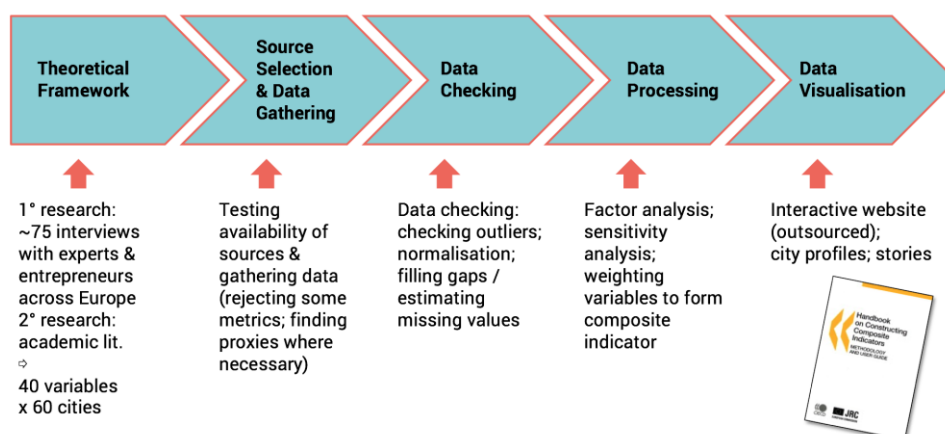 Theoretical
Framework
Source
Selection
& Data
Gathering
Data
Checking
Data
Processing
Data
Visualisation
1° research:
~75 interviews
with experts &
entrepreneurs
across Europe
2° research:
academic lit.
⇨
40 variables
x 60 cities
Testing
availability of
sources &
gathering data
(rejecting some
metrics; finding
proxies where
necessary)
Data checking:
checking outliers;
normalisation;
filling gaps /
estimating
missing values
Factor analysis;
sensitivity
analysis;
weighting
variables to form
composite
indicator
Interactive website
(outsourced);
city profiles; stories
Handbook
on Constructing
Composite
Indicators
METHODOLOGY
AND USER GUIDE
OECD
JRC